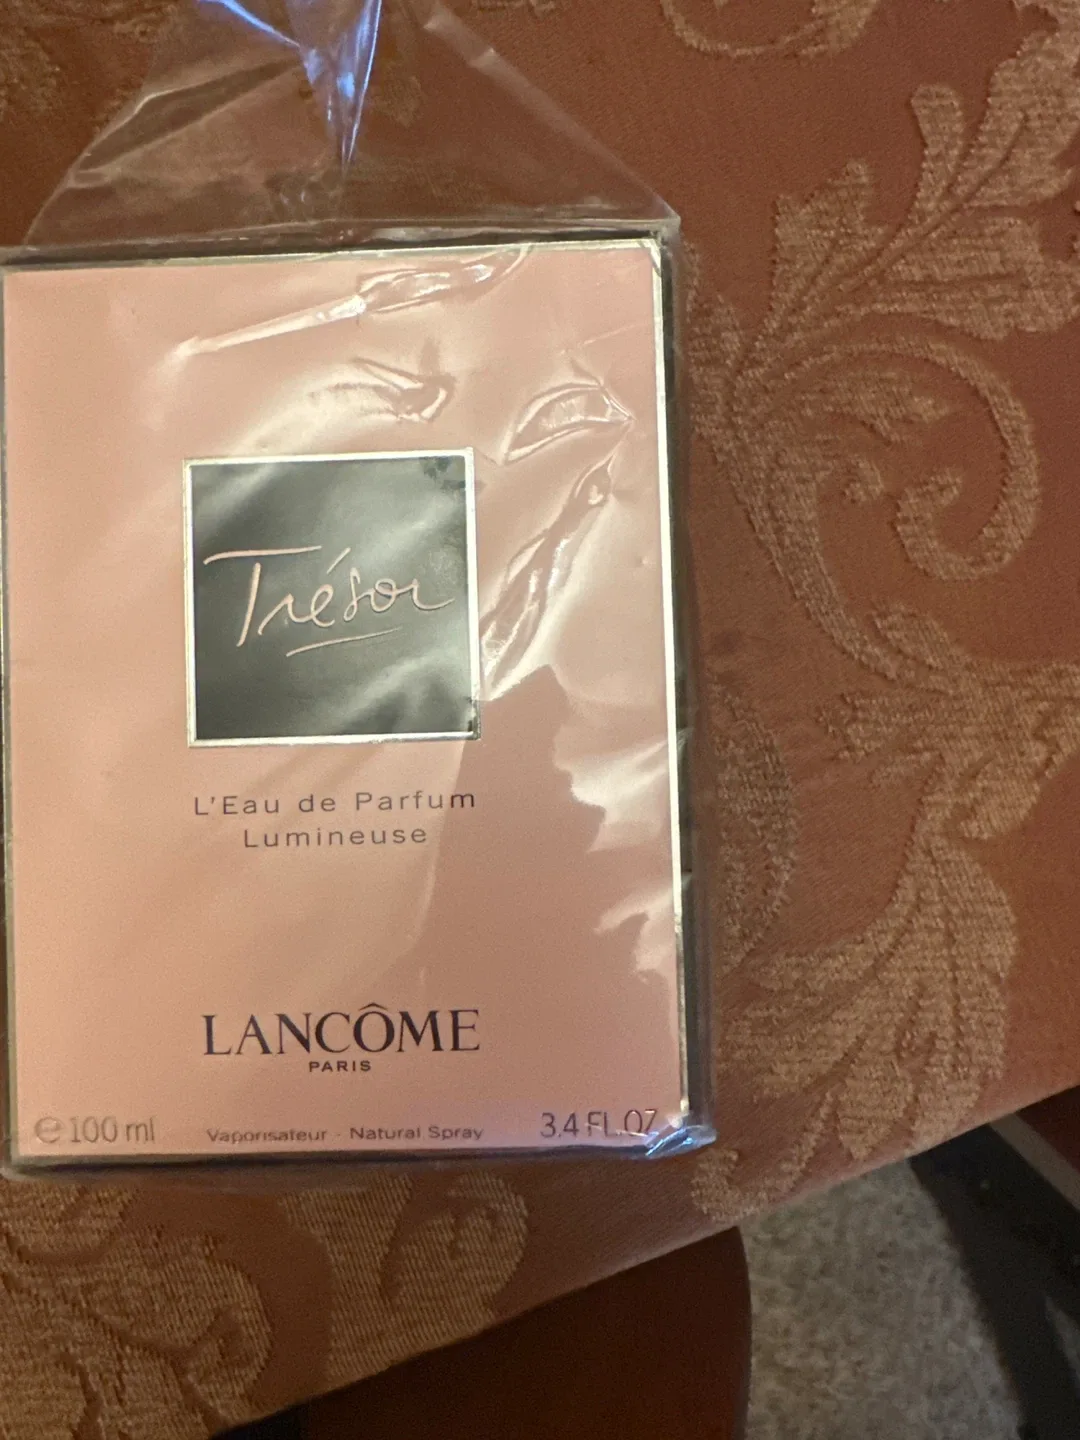 Trésor
L'Eau de Parfum
Lumineuse
LANCÔME
PARIS
℮ 100 ml Vaporisateur - Natural Spray 3.4 FL.OZ